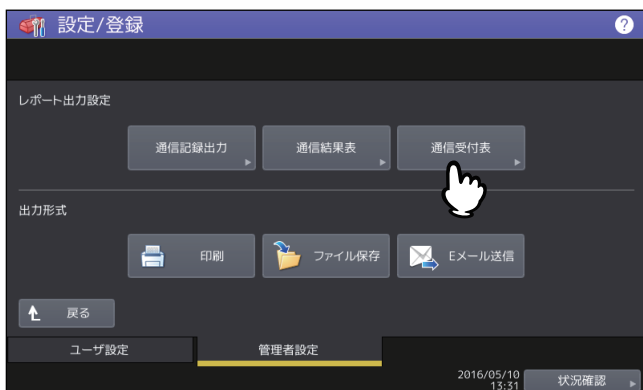 設定/登録
?
レポート出力設定
通信記録出力 通信結果表 通信受付表
出力形式
印刷 ファイル保存 Eメール送信
戻る
ユーザ設定 管理者設定
2016/05/10
13:31
状況確認